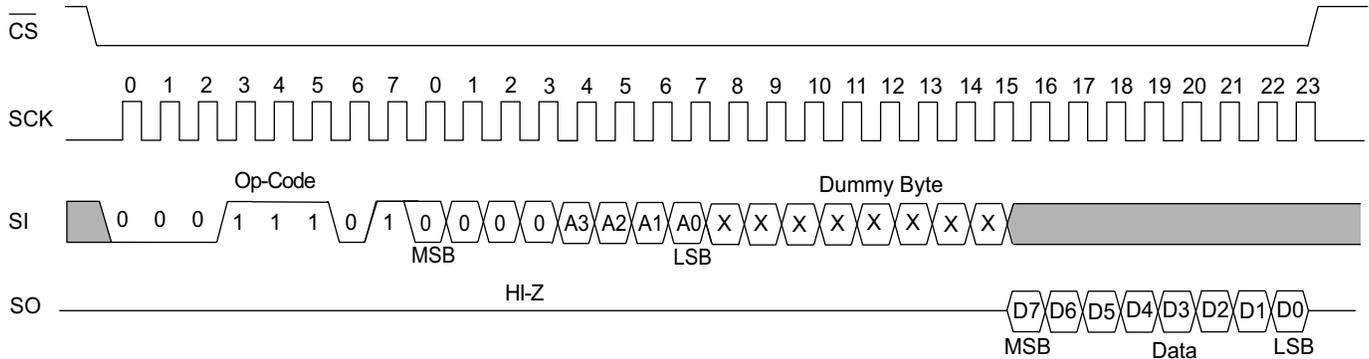 CS
0 1 2 3 4 5 6 7 0 1 2 3 4 5 6 7 8 9 10 11 12 13 14 15 16 17 18 19 20 21 22 23
SCK
Op-Code
Dummy Byte
SI 0 0 0 1 1 1 0 1 0 0 0 0 A3 A2 A1 A0 X X X X X X X X
MSB LSB
HI-Z
SO D7 D6 D5 D4 D3 D2 D1 D0
MSB Data LSB